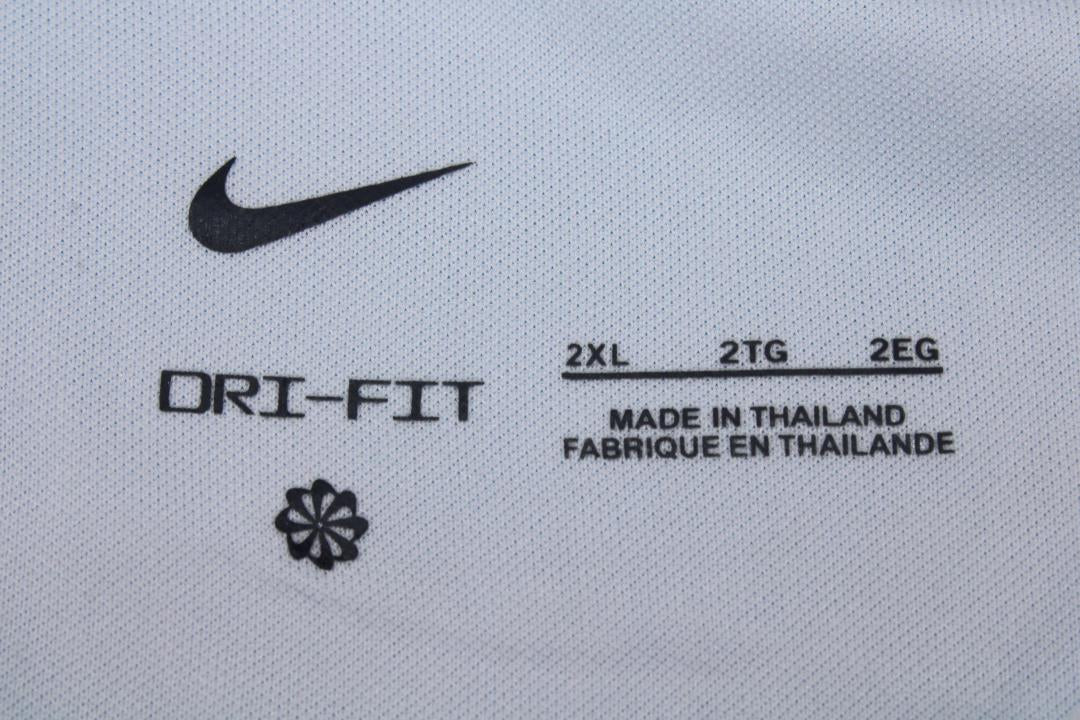 DRI-FIT
2XL 2TG 2EG
MADE IN THAILAND
FABRIQUE EN THAILANDE